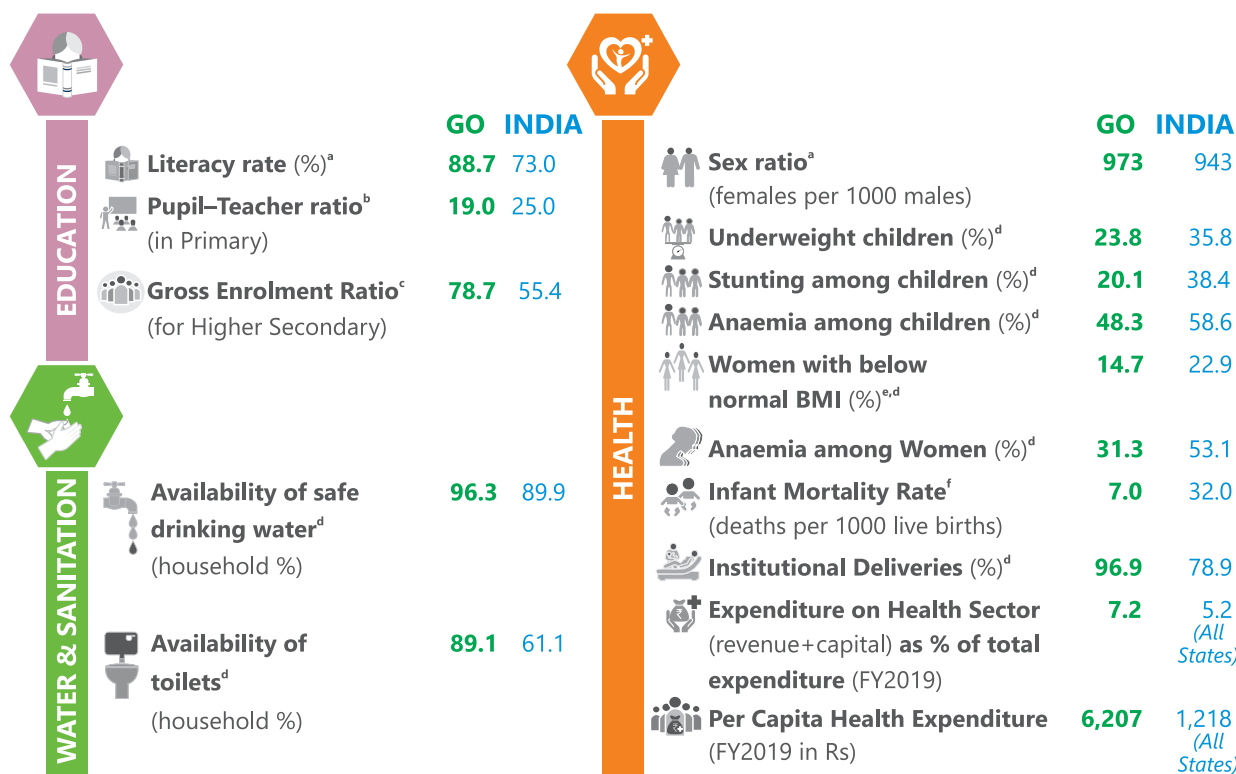 EDUCATION
GO INDIA
Literacy rate (%)ᵃ 88.7 73.0
Pupil–Teacher ratioᵇ 19.0 25.0
(in Primary)
Gross Enrolment Ratioᶜ 78.7 55.4
(for Higher Secondary)
WATER & SANITATION
Availability of safe 96.3 89.9
drinking waterᵈ
(household %)
Availability of 89.1 61.1
toiletsᵈ
(household %)
HEALTH
GO INDIA
Sex ratioᵃ 973 943
(females per 1000 males)
Underweight children (%)ᵈ 23.8 35.8
Stunting among children (%)ᵈ 20.1 38.4
Anaemia among children (%)ᵈ 48.3 58.6
Women with below 14.7 22.9
normal BMI (%)ᵉ,ᵈ
Anaemia among Women (%)ᵈ 31.3 53.1
Infant Mortality Rateᶠ 7.0 32.0
(deaths per 1000 live births)
Institutional Deliveries (%)ᵈ 96.9 78.9
Expenditure on Health Sector 7.2 5.2
(revenue+capital) as % of total (All
expenditure (FY2019) States)
Per Capita Health Expenditure 6,207 1,218
(FY2019 in Rs) (All
States)